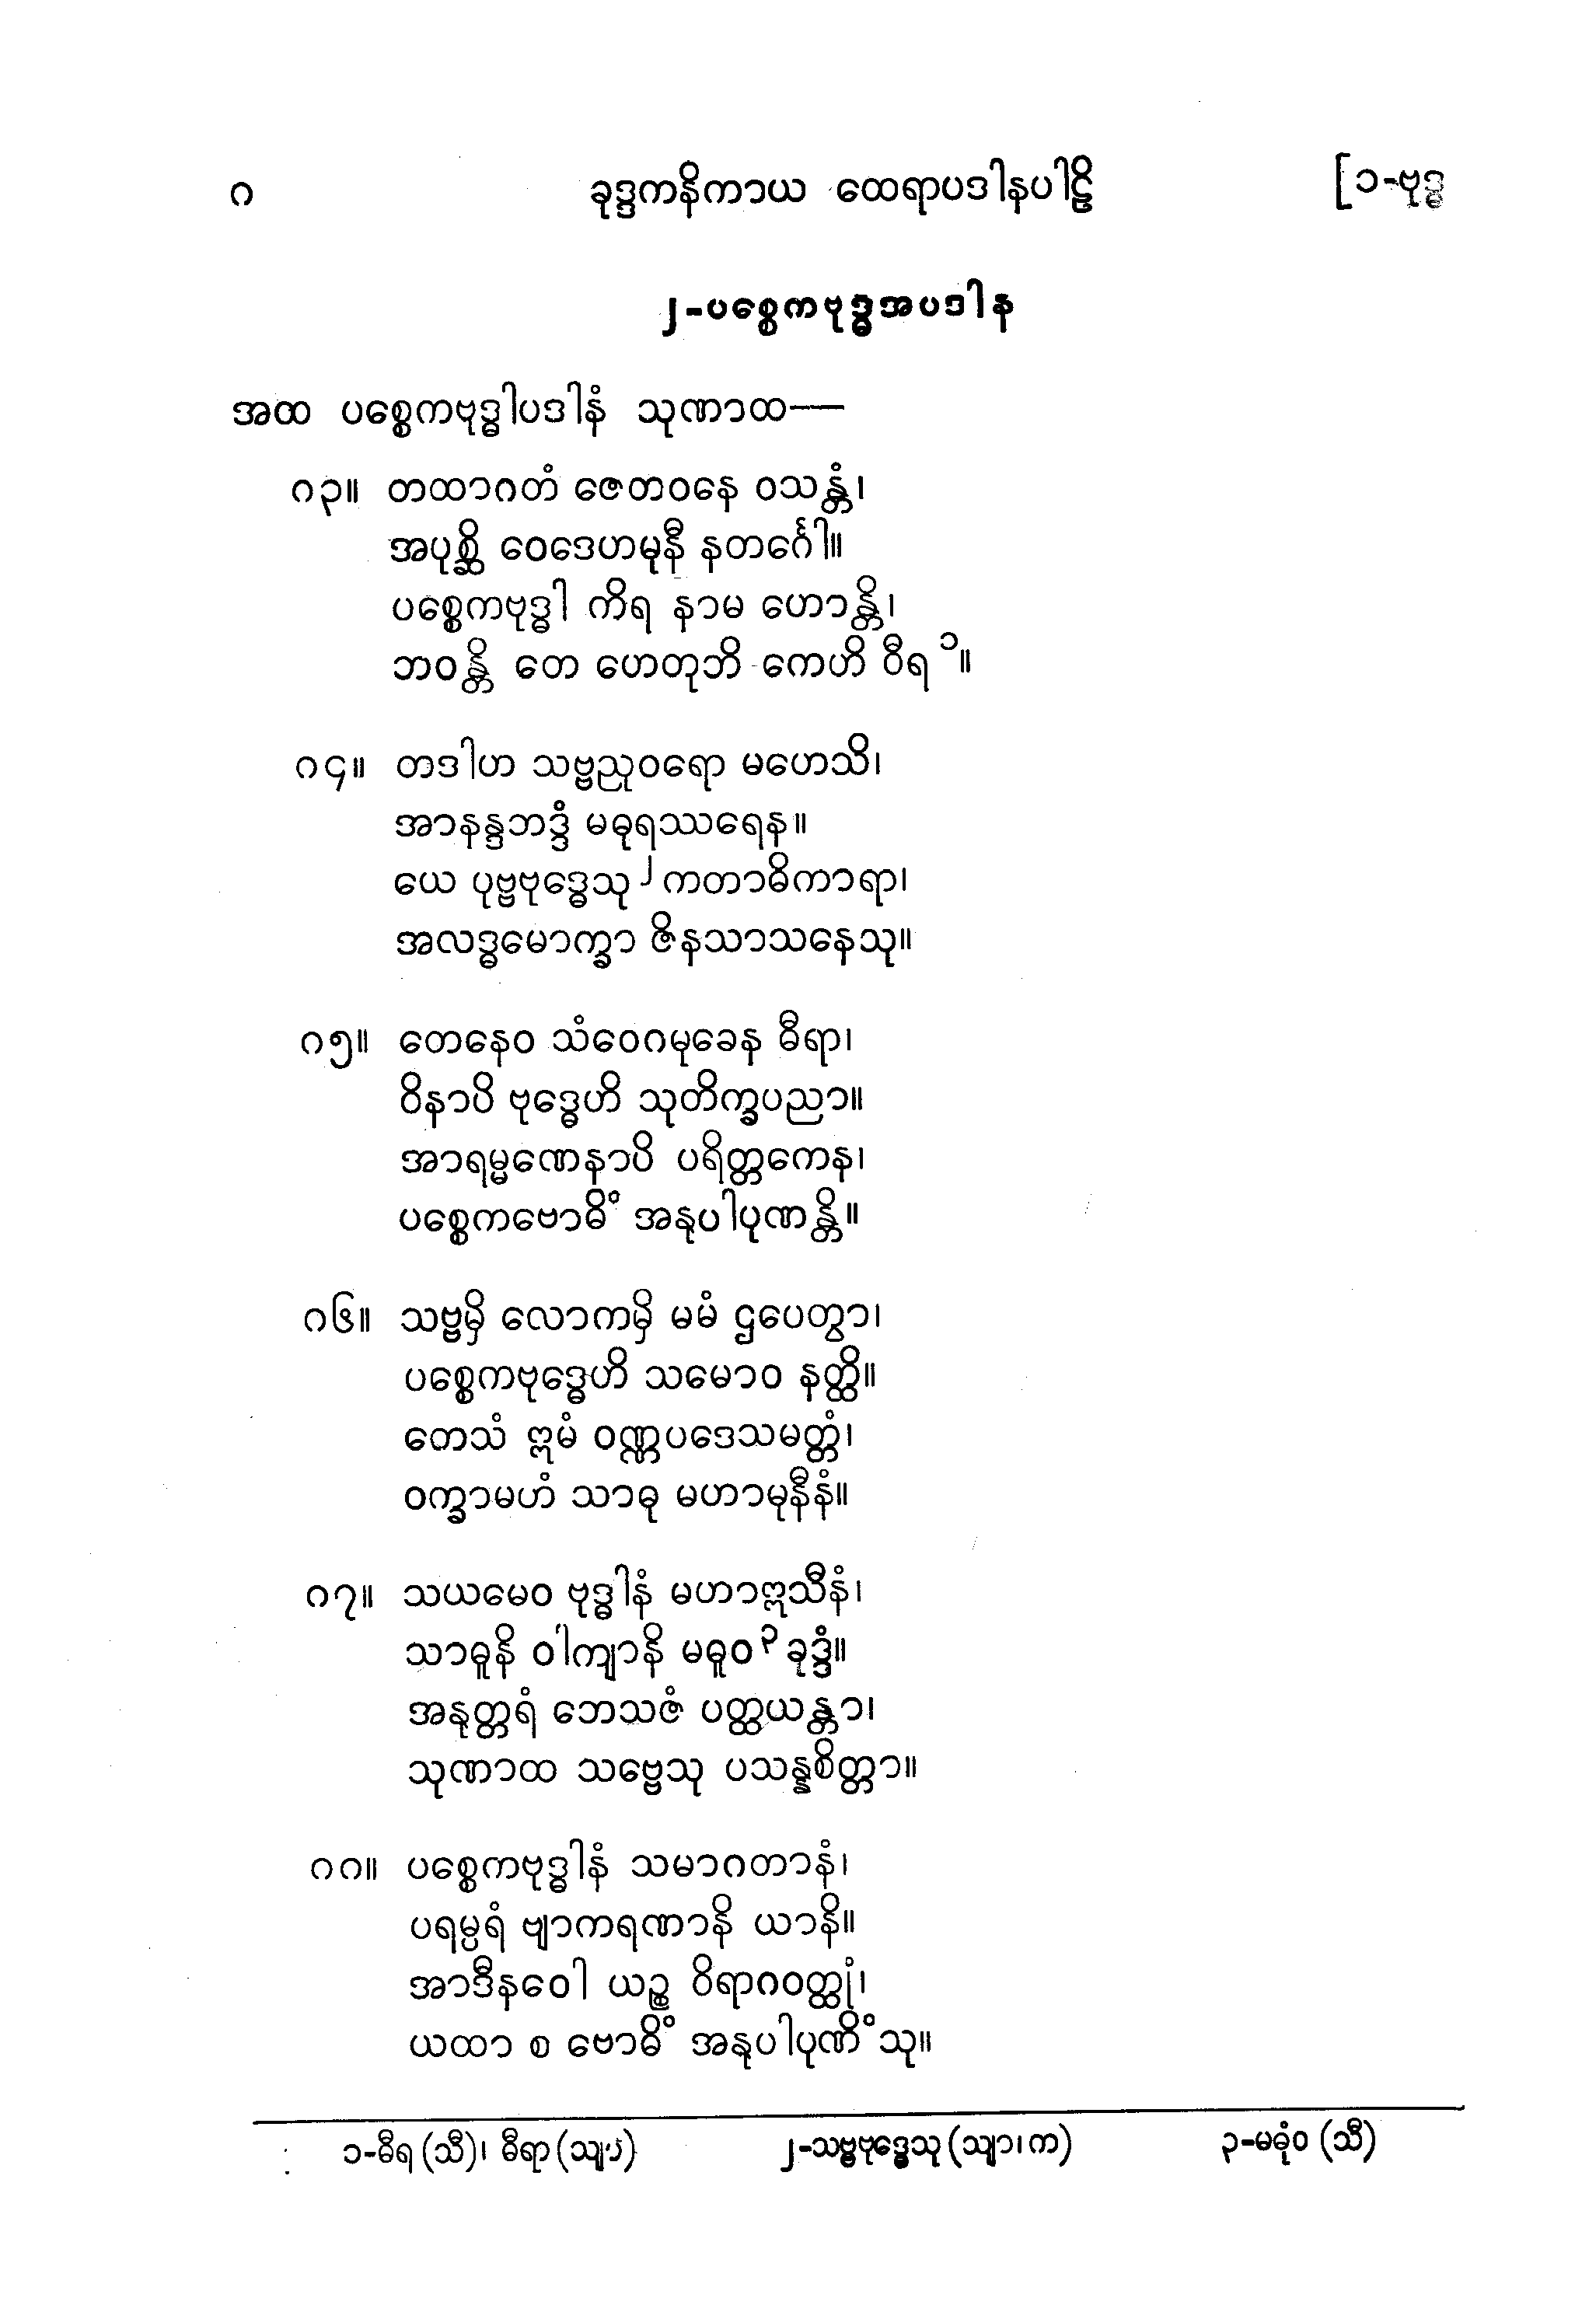 ၈ ခုဒ္ဒကနိကာယ ထေရာပဒါနပါဠိ [၁-ဗုဒ္ဓ
၂-ပစ္စေကဗုဒ္ဓအပဒါန
အထ ပစ္စေကဗုဒ္ဓါပဒါနံ သုဏာထ—
၈၃။ တထာဂတံ ဇေတဝနေ ဝသန္တံ၊
အပုစ္ဆိ ဝေဒေဟမုနီ နတင်္ဂေါ။
ပစ္စေကဗုဒ္ဓါ ကိရ နာမ ဟောန္တိ၊
ဘဝန္တိ တေ ဟေတုဘိ ကေဟိ ဝီရ ၁။
၈၄။ တဒါဟ သဗ္ဗညုဝရော မဟေသိ၊
အာနန္ဒဘဒ္ဒံ မဓုရဿရေန။
ယေ ပုဗ္ဗဗုဒ္ဓေသု ၂ ကတာဓိကာရာ၊
အလဒ္ဓမောက္ခာ ဇိနသာသနေသု။
၈၅။ တေနေဝ သံဝေဂမုခေန ဓီရာ၊
ဝိနာပိ ဗုဒ္ဓေဟိ သုတိက္ခပညာ။
အာရမ္မဏေနာပိ ပရိတ္တကေန၊
ပစ္စေကဗောဓိံ အနုပါပုဏန္တိ။
၈၆။ သဗ္ဗမှိ လောကမှိ မမံ ဌပေတွာ၊
ပစ္စေကဗုဒ္ဓေဟိ သမောဝ နတ္ထိ။
တေသံ ဣမံ ဝဏ္ဏပဒေသမတ္တံ၊
ဝက္ခာမဟံ သာဓု မဟာမုနီနံ။
၈၇။ သယမေဝ ဗုဒ္ဓါနံ မဟာဣသီနံ၊
သာဓူနိ ဝါကျာနိ မဓူဝ ၃ ခုဒ္ဒံ။
အနုတ္တရံ ဘေသဇံ ပတ္ထယန္တာ၊
သုဏာထ သဗ္ဗေသု ပသန္နစိတ္တာ။
၈၈။ ပစ္စေကဗုဒ္ဓါနံ သမာဂတာနံ၊
ပရမ္ပရံ ဗျာကရဏာနိ ယာနိ။
အာဒီနဝေါ ယဉ္စ ဝိရာဂဝတ္ထုံ၊
ယထာ စ ဗောဓိံ အနုပါပုဏိံသု။
၁-ဓီရ (သီ)၊ ဓီရာ (သျာ) ၂-သဗ္ဗဗုဒ္ဓေသု (သျာ၊ က) ၃-မဓုံဝ (သီ)